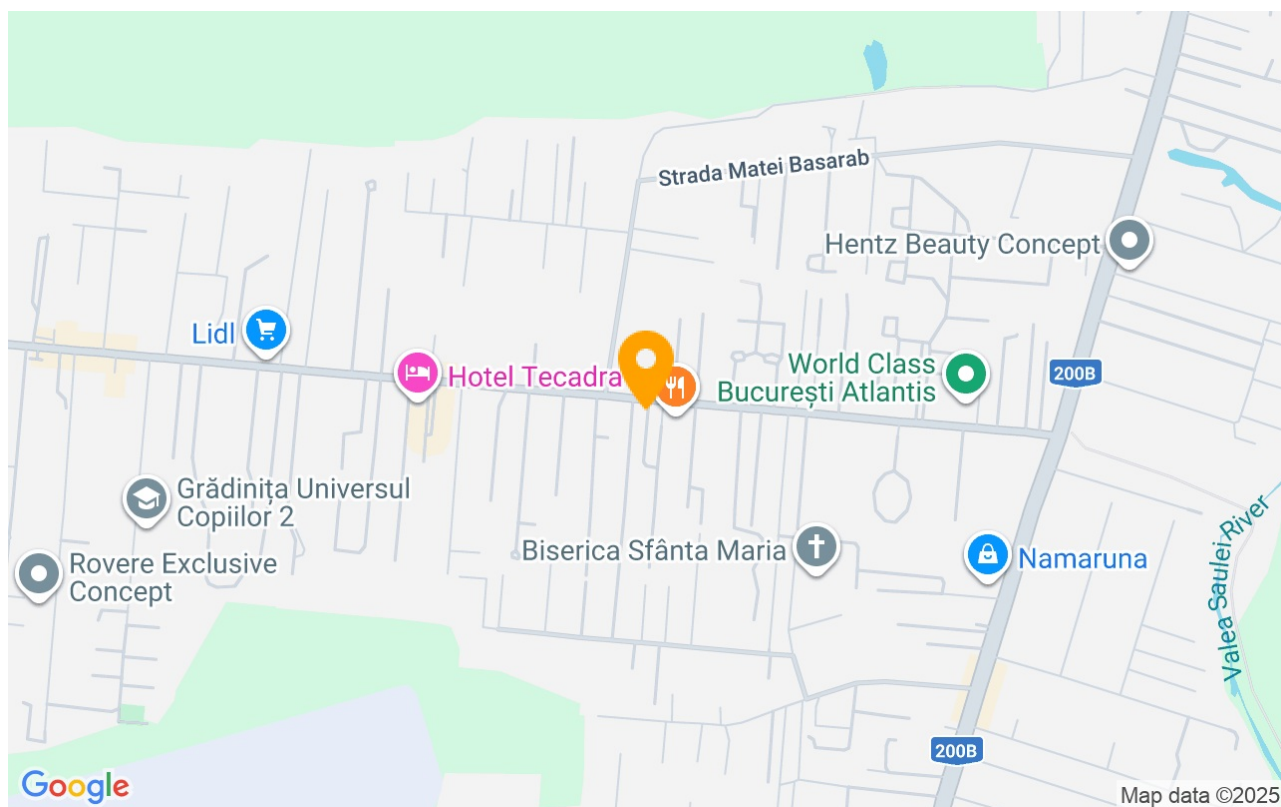 Strada Matei Basarab
Hentz Beauty Concept
Lidl
Hotel Tecadra
World Class
București Atlantis
200B
Grădinița Universul
Copiilor 2
Biserica Sfânta Maria
Namaruna
Rovere Exclusive
Concept
Valea Saulei River
200B
Google
Map data ©2025